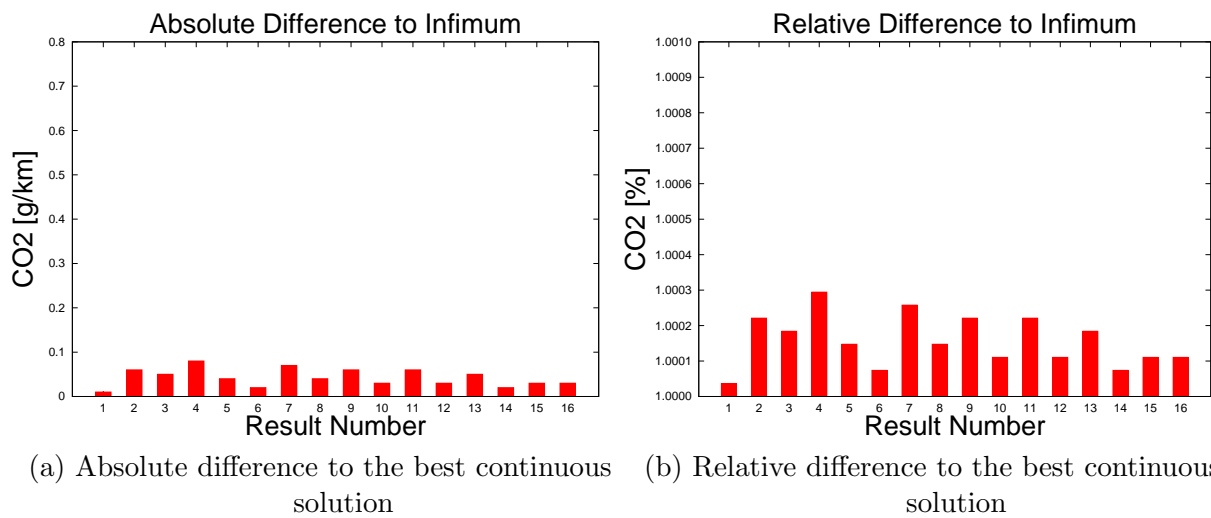 Absolute Difference to Infimum
0.8
0.7
0.6
0.5
0.4
0.3
0.2
0.1
0
CO2 [g/km]
1 2 3 4 5 6 7 8 9 10 11 12 13 14 15 16
Result Number
(a) Absolute difference to the best continuous
solution
Relative Difference to Infimum
1.0010
1.0009
1.0008
1.0007
1.0006
1.0005
1.0004
1.0003
1.0002
1.0001
1.0000
CO2 [%]
1 2 3 4 5 6 7 8 9 10 11 12 13 14 15 16
Result Number
(b) Relative difference to the best continuous
solution